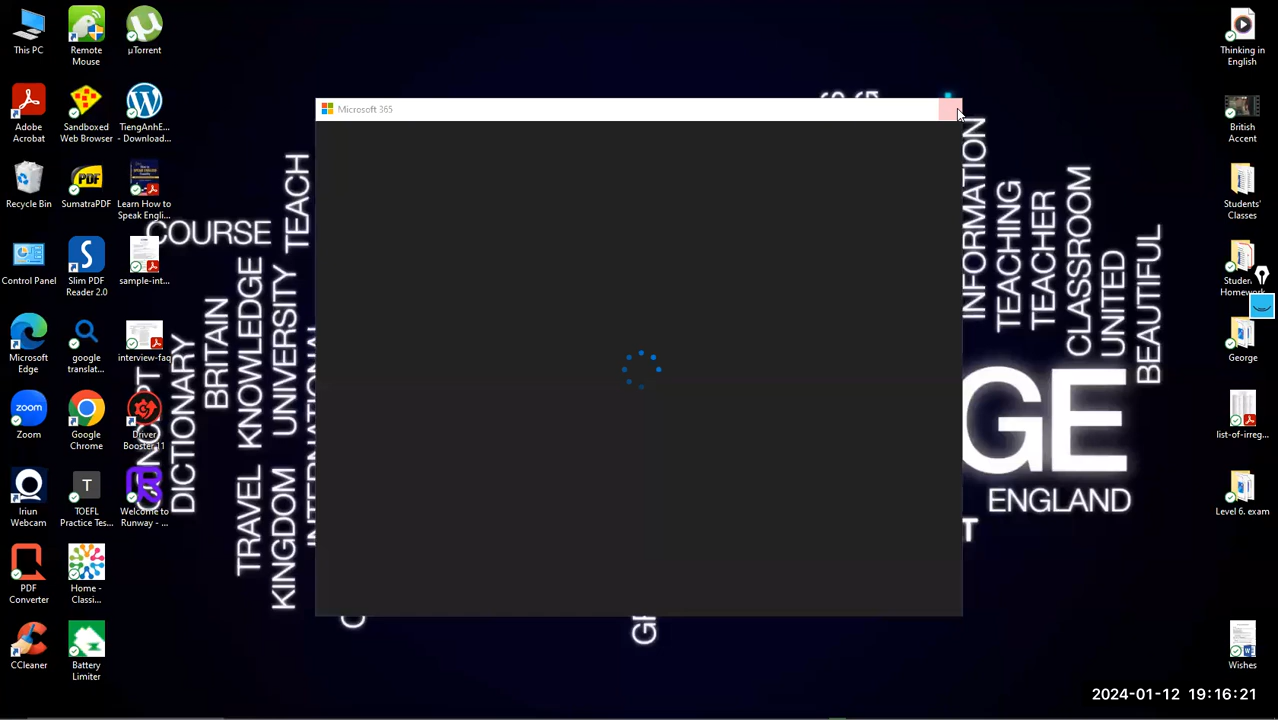 This PC
Remote
Mouse
µTorrent
Adobe
Acrobat
Sandboxed
Web Browser
TiengAnhE...
- Download...
Recycle Bin
SumatraPDF
Learn How to
Speak Engli...
Control Panel
Slim PDF
Reader 2.0
sample-int...
Microsoft
Edge
google
translat...
interview-faq
Zoom
Google
Chrome
Driver
Booster 11
Iriun
Webcam
TOEFL
Practice Tes...
Welcome to
Runway - ...
PDF
Converter
Home -
Classi...
CCleaner
Battery
Limiter
Microsoft 365
COURSE
TEACH
BRITAIN
KNOWLEDGE
UNIVERSITY
DICTIONARY
TRAVEL
KINGDOM
INFORMATION
TEACHING
TEACHER
CLASSROOM
UNITED
BEAUTIFUL
GE
ENGLAND
T
Thinking in
English
British
Accent
Students'
Classes
George
list-of-irreg...
Level 6. exam
Wishes
2024-01-12 19:16:21